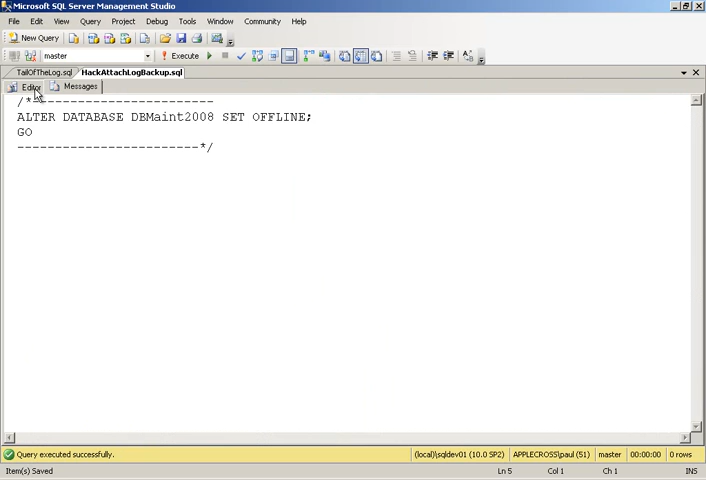 Microsoft SQL Server Management Studio
File Edit View Query Project Debug Tools Window Community Help
New Query
master Execute
TailOfTheLog.sql HackAttachLogBackup.sql
Editor Messages
/*------------------------
ALTER DATABASE DBMaint2008 SET OFFLINE;
GO
------------------------*/
Query executed successfully. (local)\sqldev01 (10.0 SP2) APPLECROSS\paul (51) master 00:00:00 0 rows
Item(s) Saved Ln 5 Col 1 Ch 1 INS